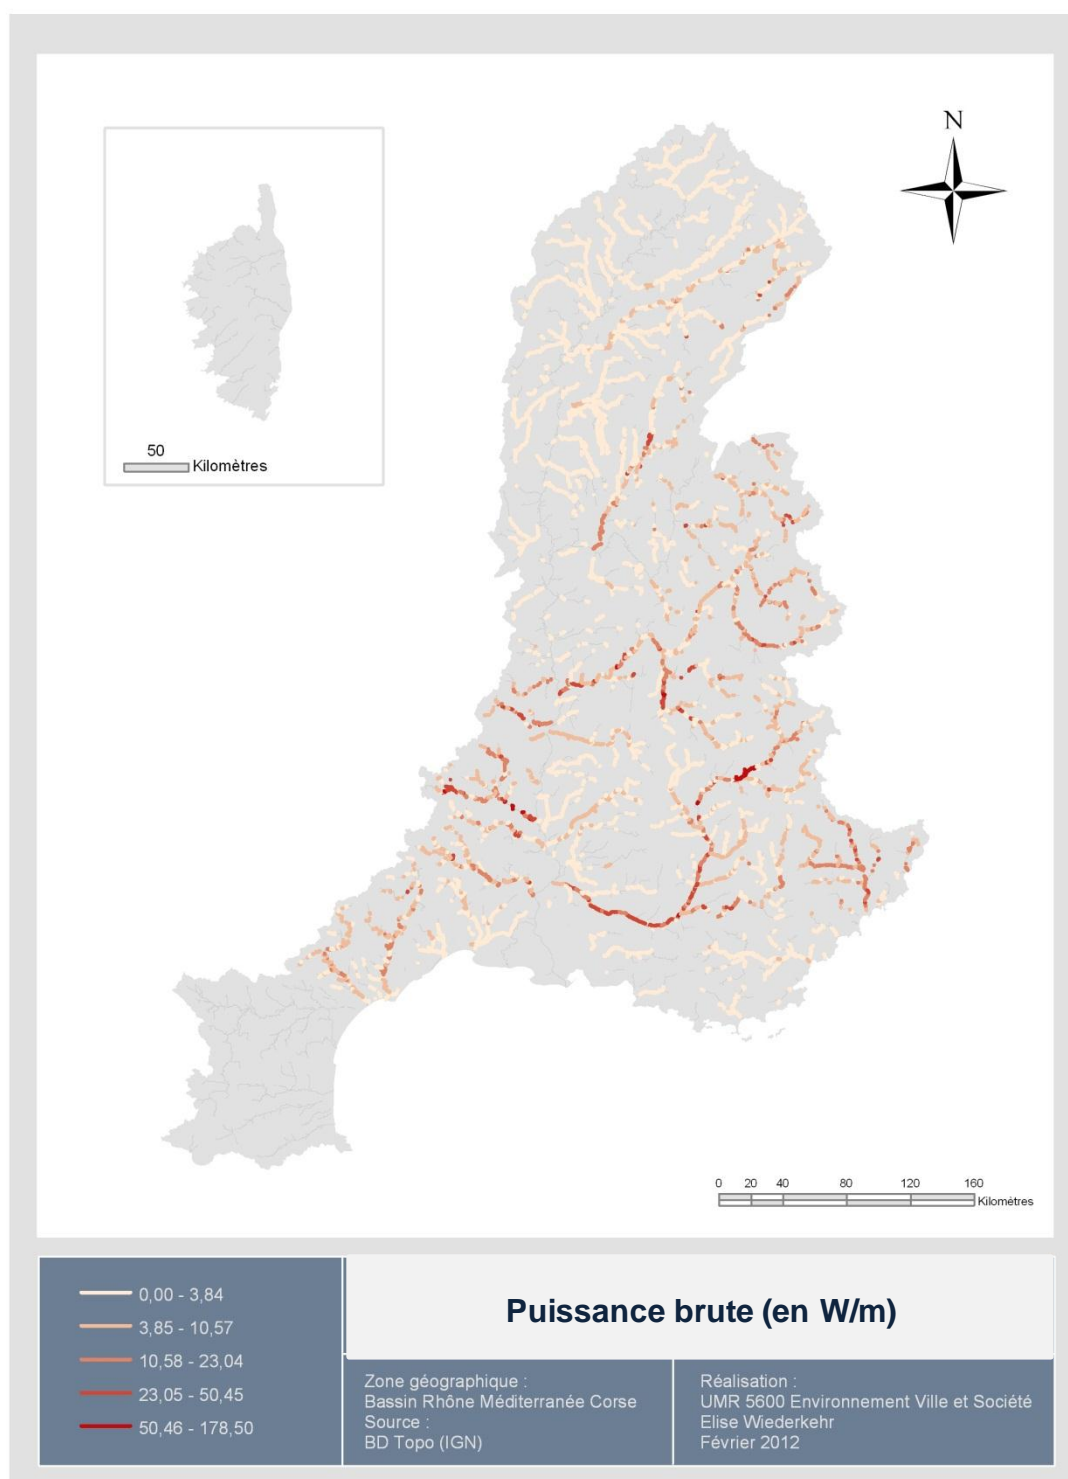 N
50
Kilomètres
0 20 40 80 120 160
Kilomètres
0,00 - 3,84
3,85 - 10,57
10,58 - 23,04
23,05 - 50,45
50,46 - 178,50
Puissance brute (en W/m)
Zone géographique :
Bassin Rhône Méditerranée Corse
Source :
BD Topo (IGN)
Réalisation :
UMR 5600 Environnement Ville et Société
Elise Wiederkehr
Février 2012